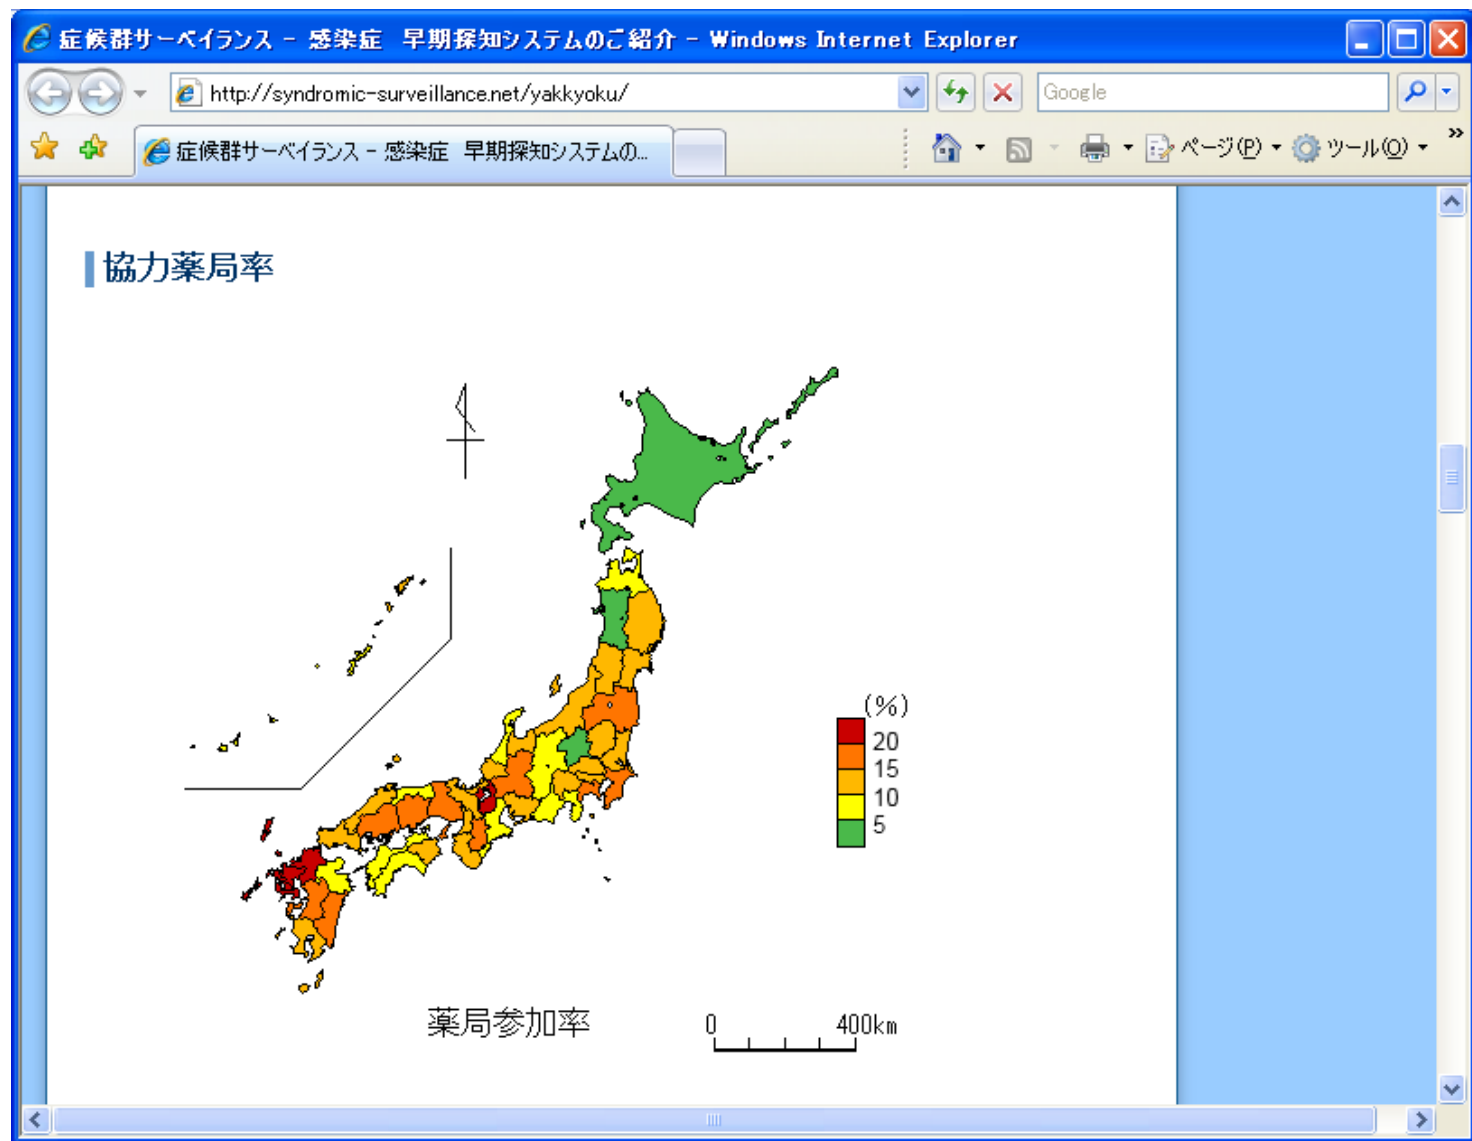 症候群サーベイランス - 感染症　早期探知システムのご紹介 - Windows Internet Explorer
http://syndromic-surveillance.net/yakkyoku/
Google
症候群サーベイランス - 感染症　早期探知システムの...
ページ(P)
ツール(O)
»
協力薬局率
(%)
20
15
10
5
薬局参加率
0
400km